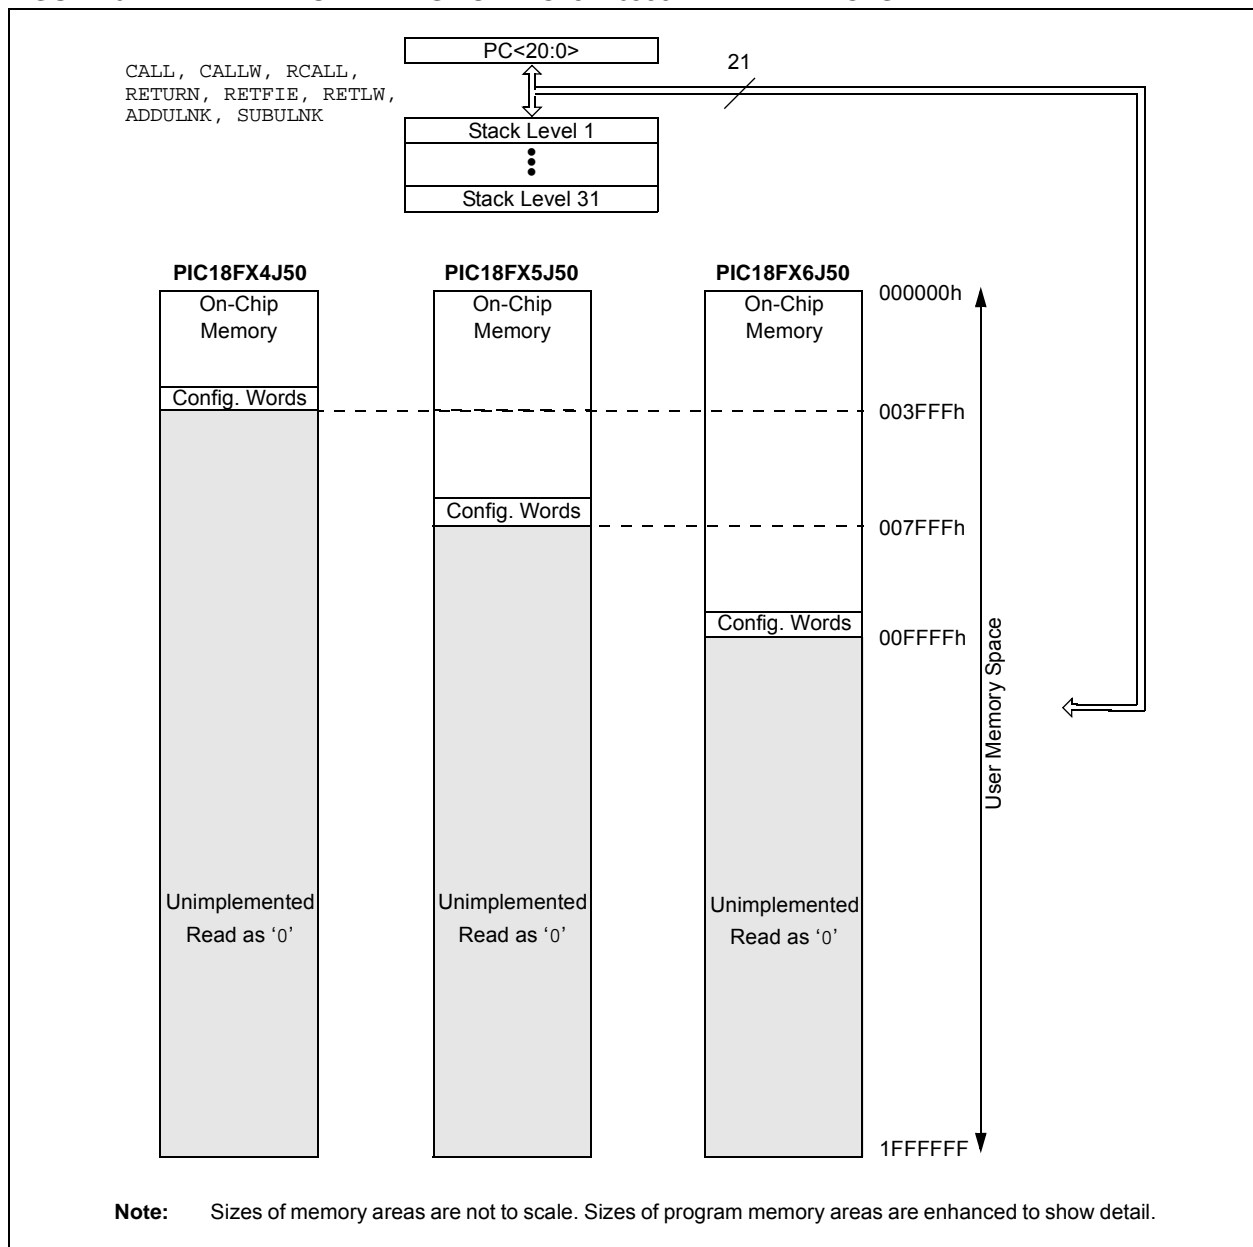 PC<20:0>
21
CALL, CALLW, RCALL,
RETURN, RETFIE, RETLW,
ADDULNK, SUBULNK
Stack Level 1
Stack Level 31
PIC18FX4J50
PIC18FX5J50
PIC18FX6J50
On-Chip
Memory
On-Chip
Memory
On-Chip
Memory
000000h
Config. Words
003FFFh
Config. Words
007FFFh
Config. Words
00FFFFh
User Memory Space
Unimplemented
Read as ‘0’
Unimplemented
Read as ‘0’
Unimplemented
Read as ‘0’
1FFFFFF
Note: Sizes of memory areas are not to scale. Sizes of program memory areas are enhanced to show detail.